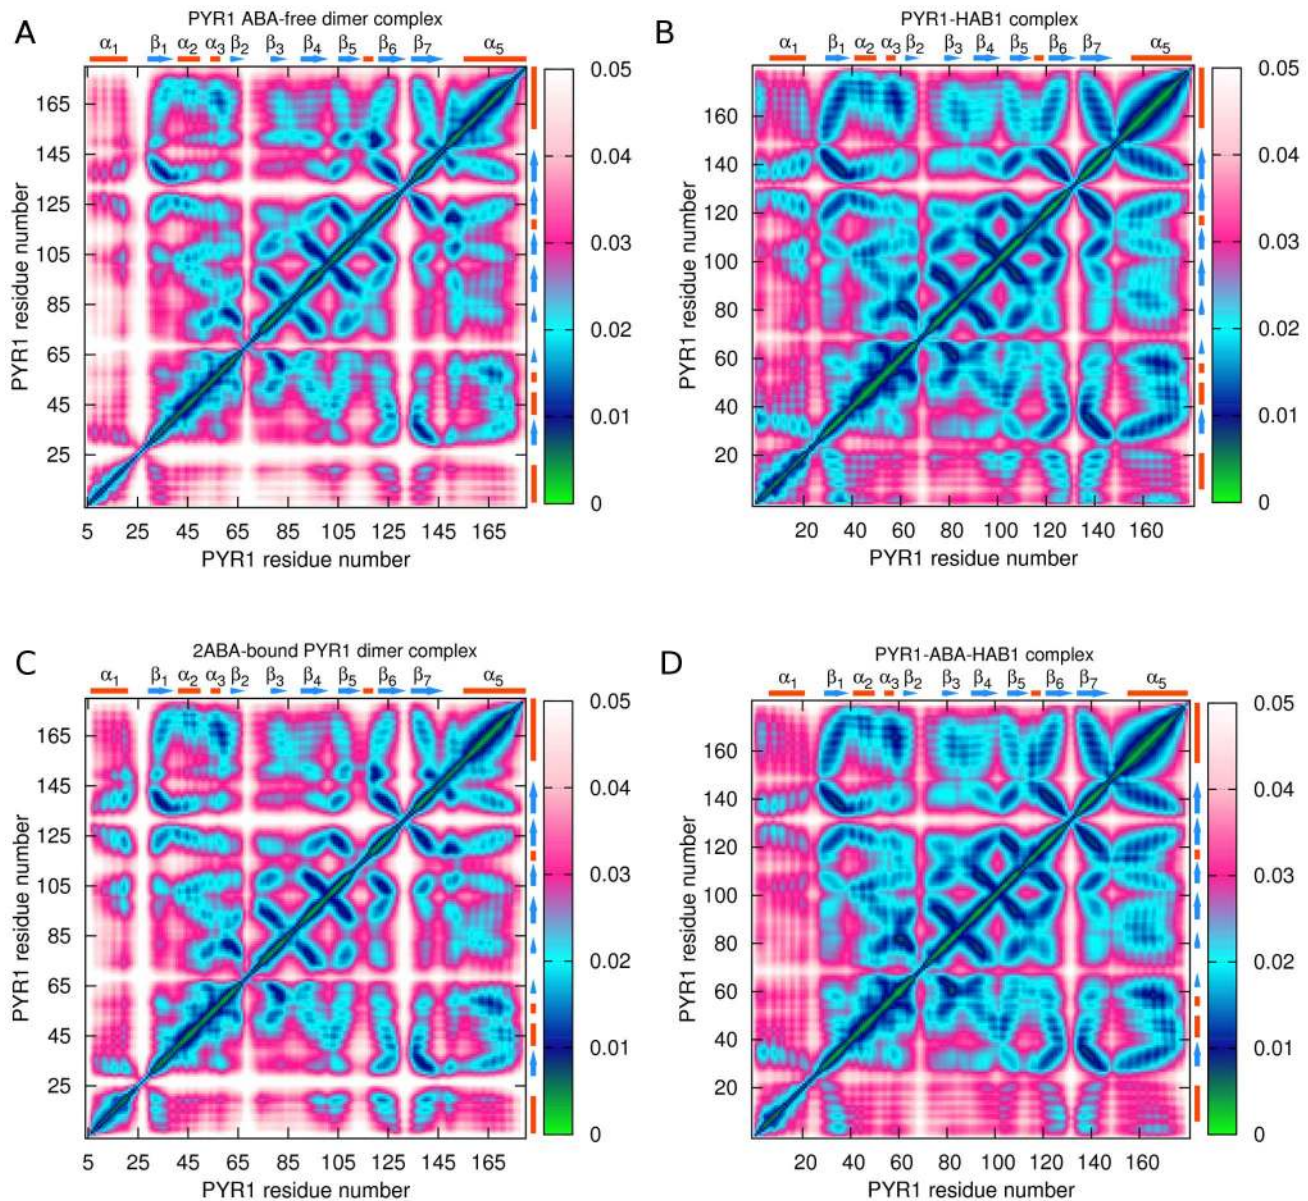 A
PYR1 ABA-free dimer complex
α1 β1 α2 α3 β2 β3 β4 β5 β6 β7 α5
165
145
125
105
85
65
45
25
5 25 45 65 85 105 125 145 165
PYR1 residue number
PYR1 residue number
0.05
0.04
0.03
0.02
0.01
0
B
PYR1-HAB1 complex
α1 β1 α2 α3 β2 β3 β4 β5 β6 β7 α5
160
140
120
100
80
60
40
20
20 40 60 80 100 120 140 160
PYR1 residue number
PYR1 residue number
0.05
0.04
0.03
0.02
0.01
0
C
2ABA-bound PYR1 dimer complex
α1 β1 α2 α3 β2 β3 β4 β5 β6 β7 α5
165
145
125
105
85
65
45
25
5 25 45 65 85 105 125 145 165
PYR1 residue number
PYR1 residue number
0.05
0.04
0.03
0.02
0.01
0
D
PYR1-ABA-HAB1 complex
α1 β1 α2 α3 β2 β3 β4 β5 β6 β7 α5
160
140
120
100
80
60
40
20
20 40 60 80 100 120 140 160
PYR1 residue number
PYR1 residue number
0.05
0.04
0.03
0.02
0.01
0